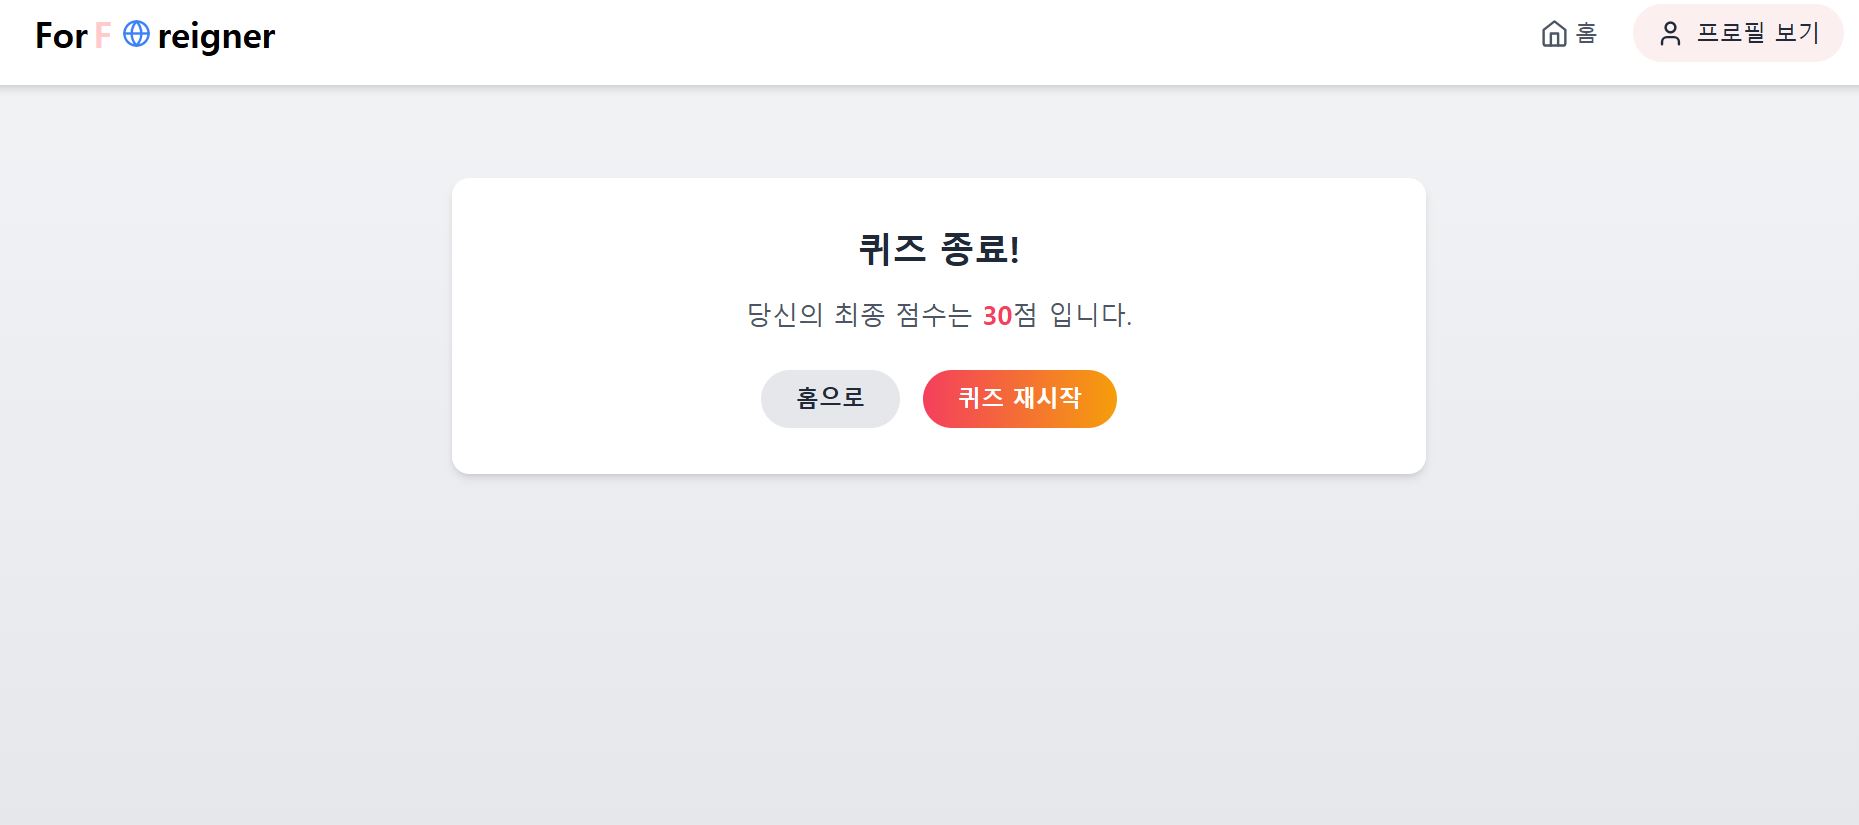 For F reigner
홈
프로필 보기
퀴즈 종료!
당신의 최종 점수는 30점 입니다.
홈으로
퀴즈 재시작